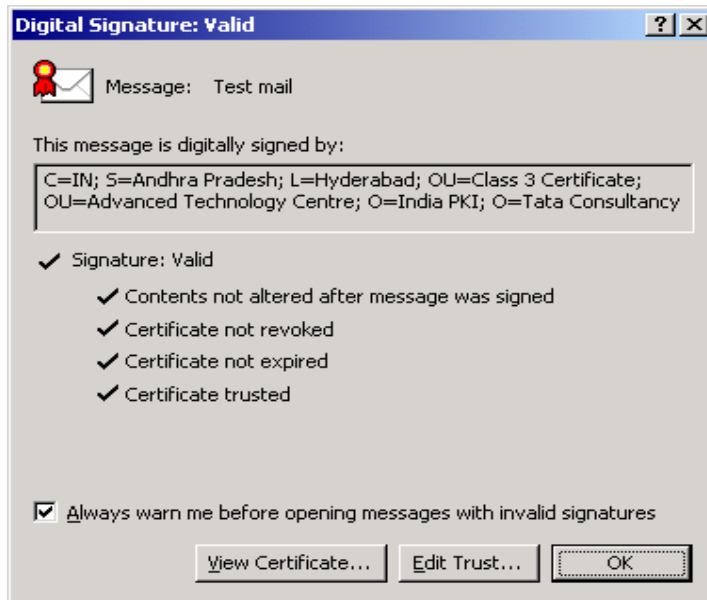 Digital Signature: Valid
Message: Test mail
This message is digitally signed by:
C=IN; S=Andhra Pradesh; L=Hyderabad; OU=Class 3 Certificate;
OU=Advanced Technology Centre; O=India PKI; O=Tata Consultancy
Signature: Valid
Contents not altered after message was signed
Certificate not revoked
Certificate not expired
Certificate trusted
Always warn me before opening messages with invalid signatures
View Certificate... Edit Trust... OK